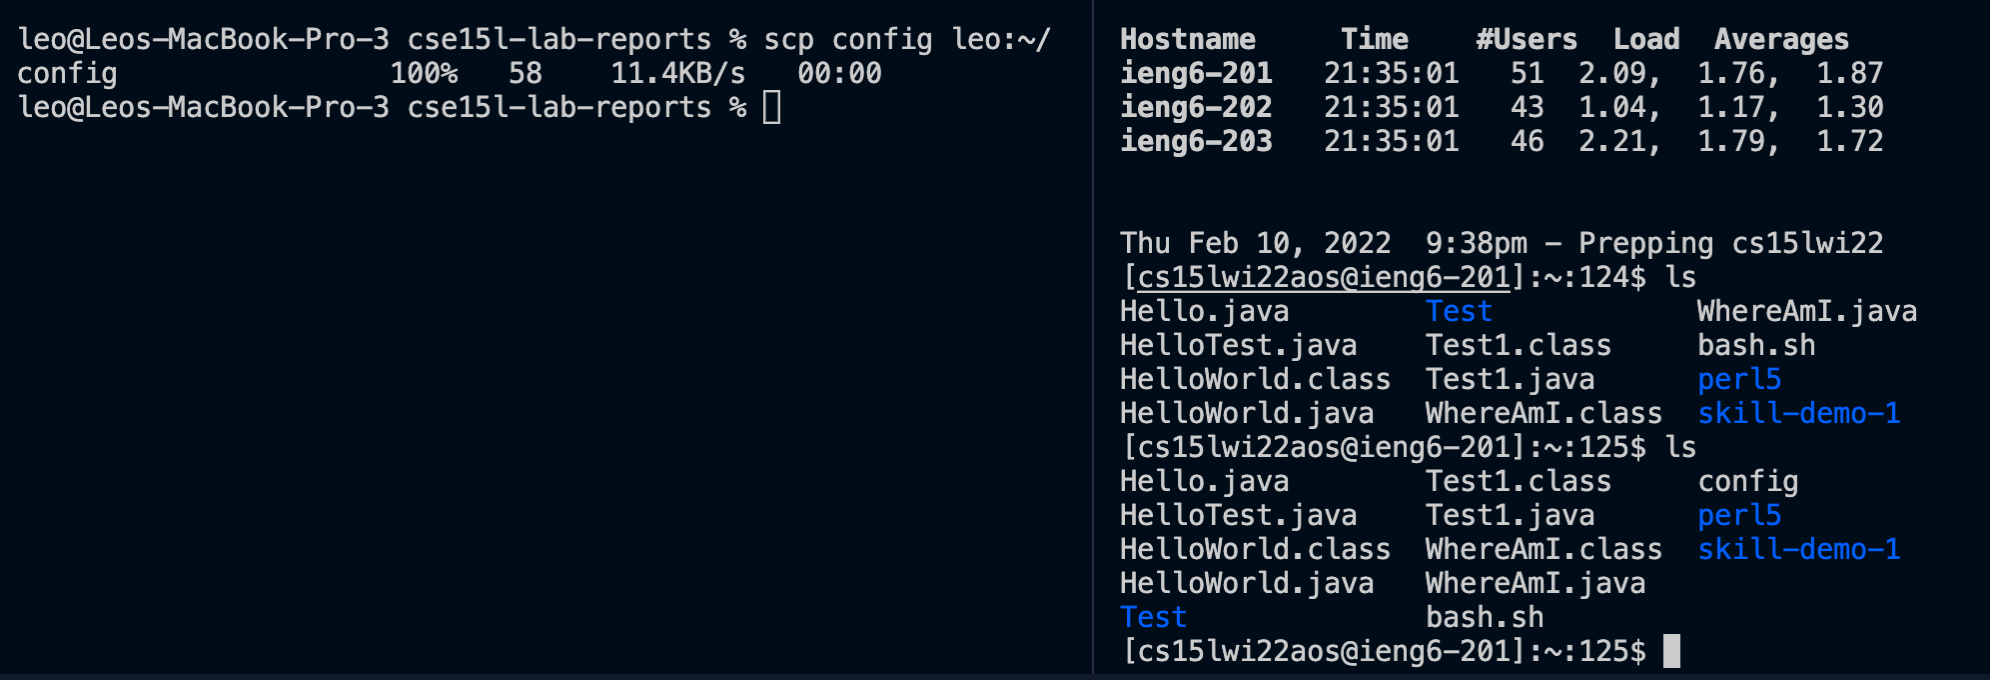 leo@Leos-MacBook-Pro-3 cse15l-lab-reports % scp config leo:~/
config                100%   58    11.4KB/s   00:00
leo@Leos-MacBook-Pro-3 cse15l-lab-reports %
Hostname     Time    #Users  Load  Averages
ieng6-201   21:35:01   51  2.09,  1.76,  1.87
ieng6-202   21:35:01   43  1.04,  1.17,  1.30
ieng6-203   21:35:01   46  2.21,  1.79,  1.72
Thu Feb 10, 2022  9:38pm - Prepping cs15lwi22
[cs15lwi22aos@ieng6-201]:~:124$ ls
Hello.java        Test            WhereAmI.java
HelloTest.java    Test1.class     bash.sh
HelloWorld.class  Test1.java      perl5
HelloWorld.java   WhereAmI.class  skill-demo-1
[cs15lwi22aos@ieng6-201]:~:125$ ls
Hello.java        Test1.class     config
HelloTest.java    Test1.java      perl5
HelloWorld.class  WhereAmI.class  skill-demo-1
HelloWorld.java   WhereAmI.java
Test              bash.sh
[cs15lwi22aos@ieng6-201]:~:125$